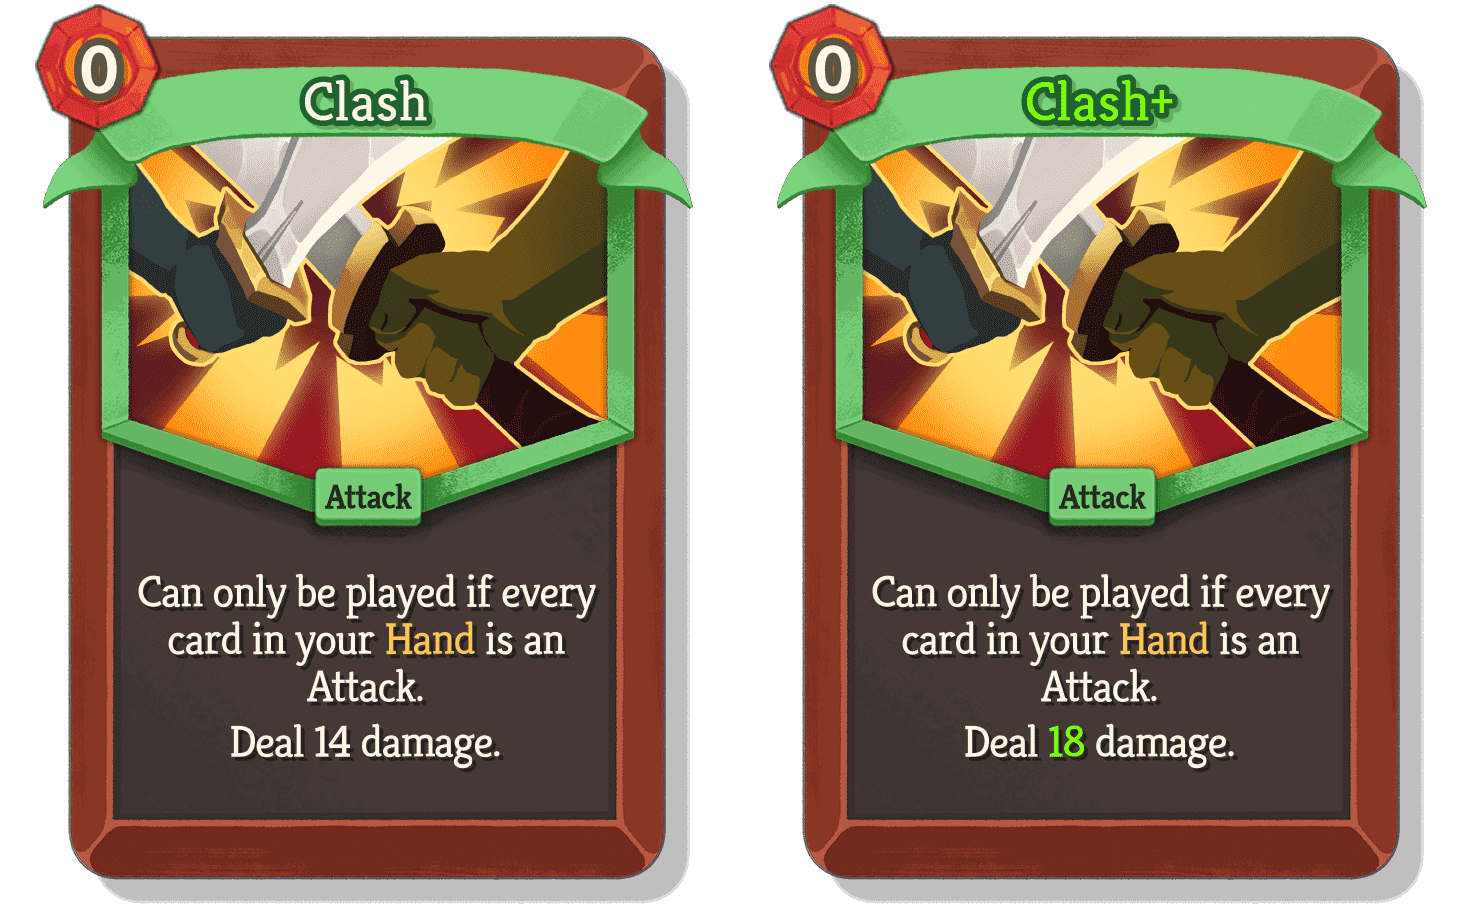 0
Clash
Attack
Can only be played if every
card in your Hand is an
Attack.
Deal 14 damage.
0
Clash+
Attack
Can only be played if every
card in your Hand is an
Attack.
Deal 18 damage.